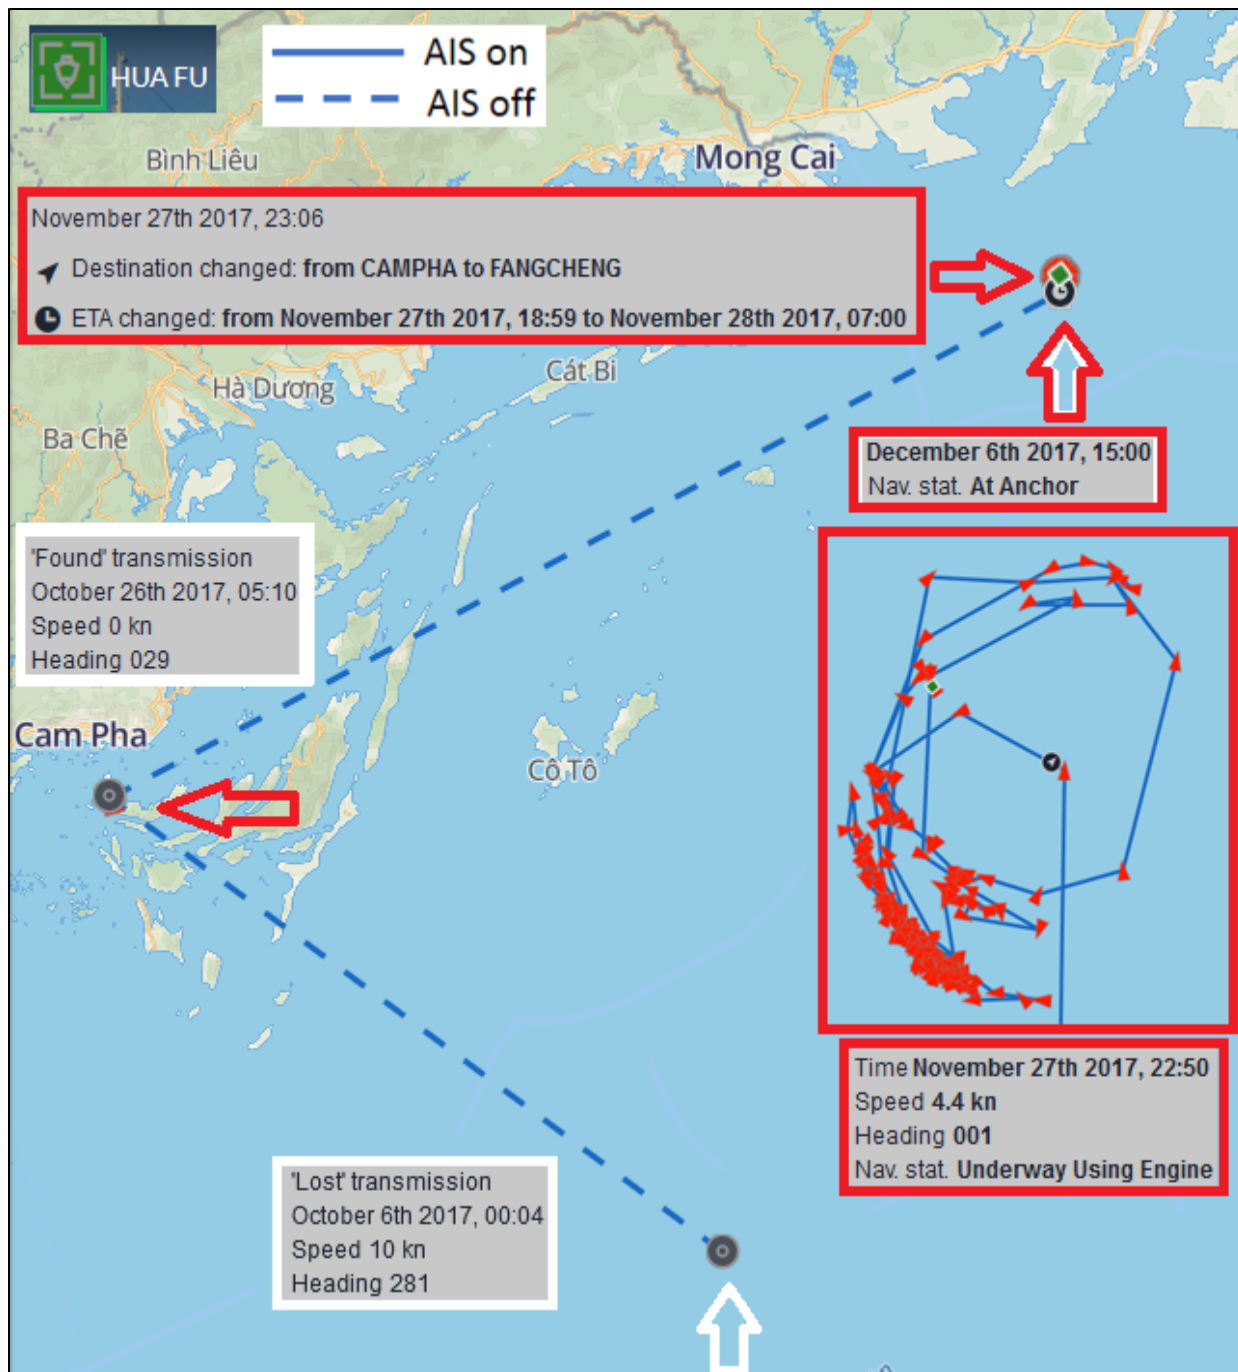 HUA FU
AIS on
AIS off
Bình Liêu
Mong Cai
November 27th 2017, 23:06
Destination changed: from CAMPHA to FANGCHENG
ETA changed: from November 27th 2017, 18:59 to November 28th 2017, 07:00
Cát Bi
Hà Dương
Ba Chẽ
December 6th 2017, 15:00
Nav. stat. At Anchor
'Found' transmission
October 26th 2017, 05:10
Speed 0 kn
Heading 029
Cam Pha
Cô Tô
Time November 27th 2017, 22:50
Speed 4.4 kn
Heading 001
Nav. stat. Underway Using Engine
'Lost' transmission
October 6th 2017, 00:04
Speed 10 kn
Heading 281